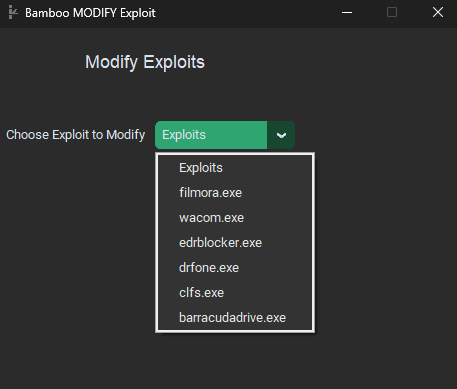 Bamboo MODIFY Exploit
Modify Exploits
Choose Exploit to Modify Exploits
Exploits
filmora.exe
wacom.exe
edrblocker.exe
drfone.exe
clfs.exe
barracudadrive.exe